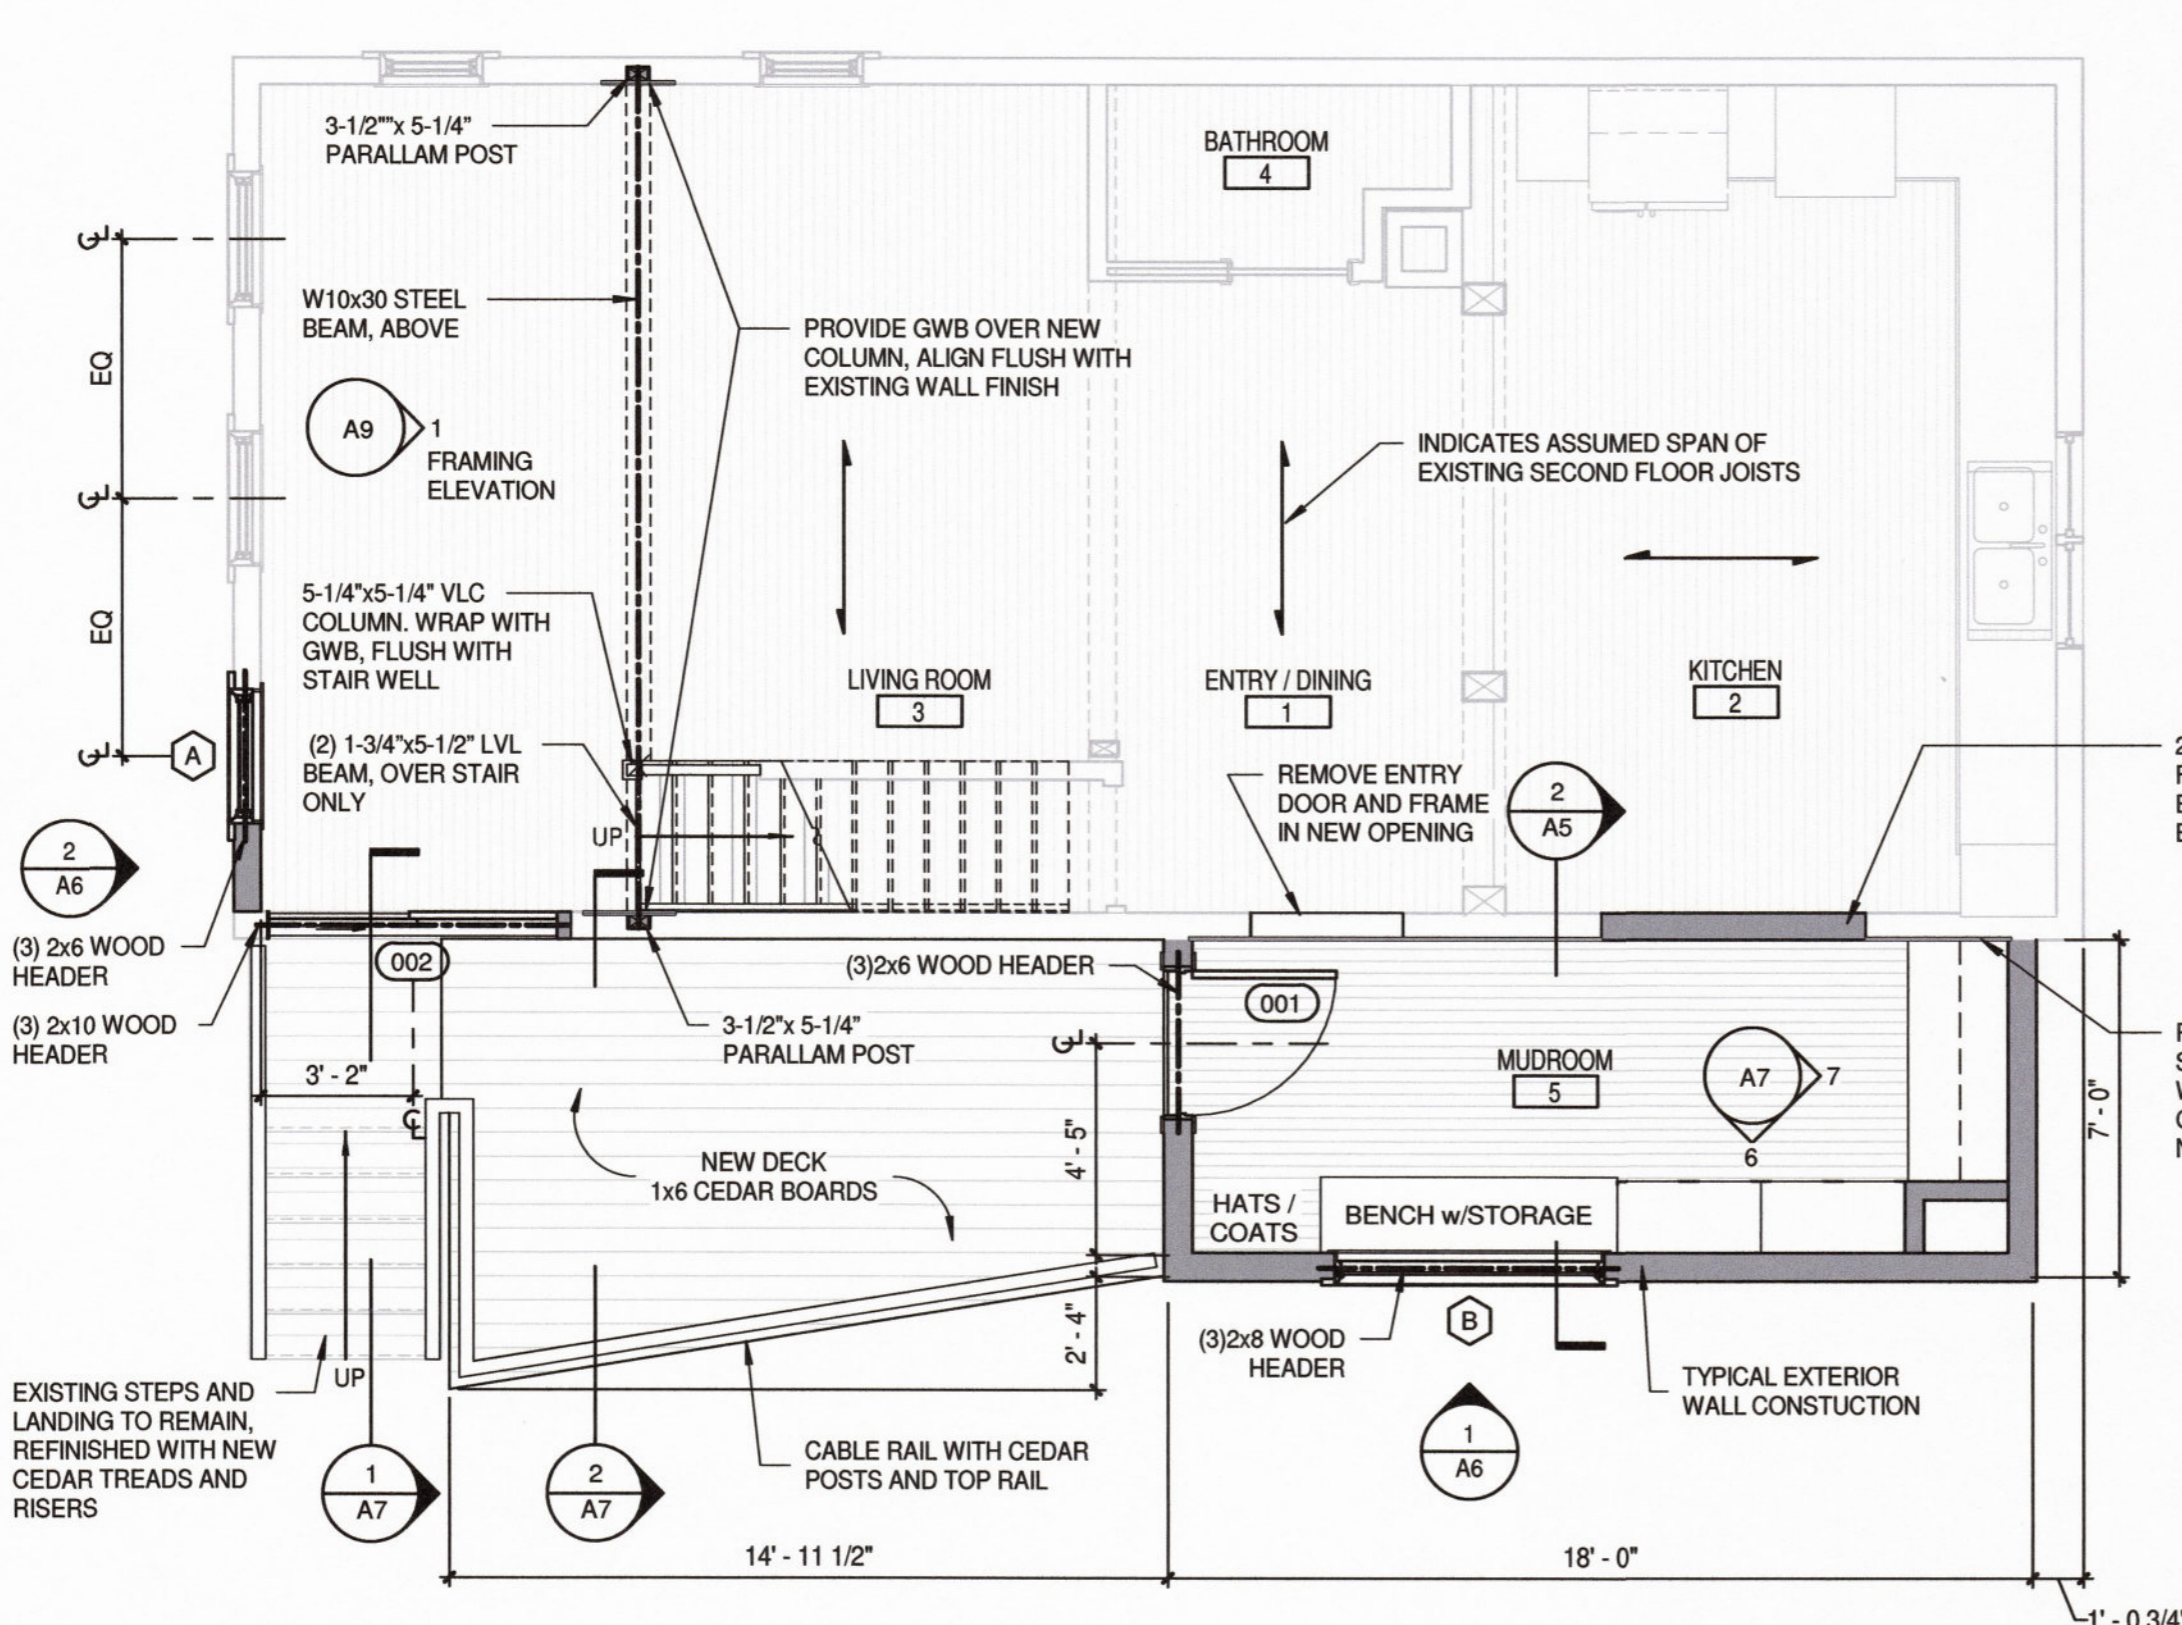 3-1/2""x 5-1/4"
PARALLAM POST
BATHROOM
4
W10x30 STEEL
BEAM, ABOVE
PROVIDE GWB OVER NEW
COLUMN, ALIGN FLUSH WITH
EXISTING WALL FINISH
EQ
A9
1
FRAMING
ELEVATION
INDICATES ASSUMED SPAN OF
EXISTING SECOND FLOOR JOISTS
EQ
5-1/4"x5-1/4" VLC
COLUMN. WRAP WITH
GWB, FLUSH WITH
STAIR WELL
LIVING ROOM
3
ENTRY / DINING
1
KITCHEN
2
A
(2) 1-3/4"x5-1/2" LVL
BEAM, OVER STAIR
ONLY
UP
REMOVE ENTRY
DOOR AND FRAME
IN NEW OPENING
2
A5
2
A6
(3) 2x6 WOOD
HEADER
(3) 2x10 WOOD
HEADER
002
(3)2x6 WOOD HEADER
001
3-1/2"x 5-1/4"
PARALLAM POST
3' - 2"
MUDROOM
5
A7
7
6
7' - 0"
4' - 5"
NEW DECK
1x6 CEDAR BOARDS
HATS /
COATS
BENCH w/STORAGE
2' - 4"
(3)2x8 WOOD
HEADER
B
TYPICAL EXTERIOR
WALL CONSTUCTION
UP
EXISTING STEPS AND
LANDING TO REMAIN,
REFINISHED WITH NEW
CEDAR TREADS AND
RISERS
1
A7
2
A7
CABLE RAIL WITH CEDAR
POSTS AND TOP RAIL
1
A6
14' - 11 1/2"
18' - 0"
1' - 0 3/4"